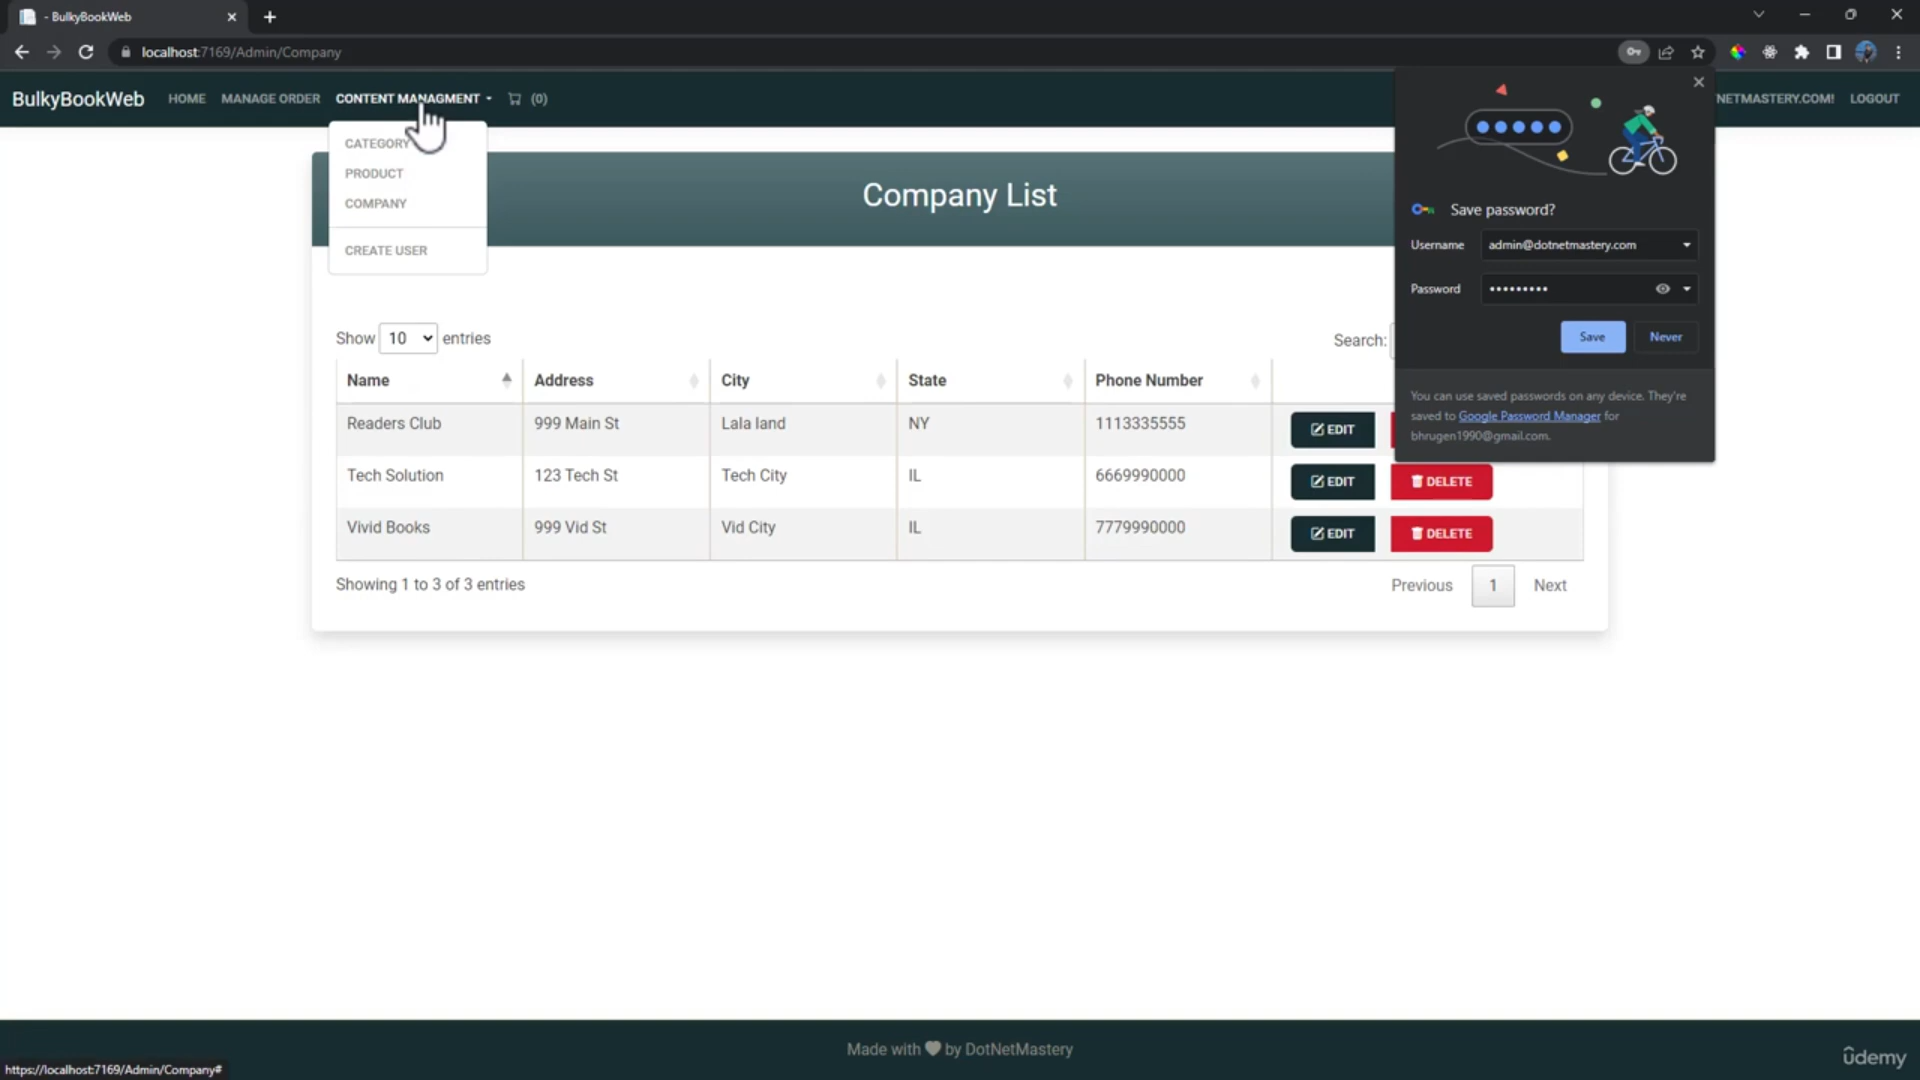 - BulkyBookWeb
localhost:7169/Admin/Company
BulkyBookWeb HOME MANAGE ORDER CONTENT MANAGMENT (0) NETMASTERY.COM! LOGOUT
CATEGORY
PRODUCT
COMPANY
CREATE USER
Company List
Save password?
Username admin@dotnetmastery.com
Password •••••••••
Save Never
You can use saved passwords on any device. They're
saved to Google Password Manager for
bhrugen1990@gmail.com.
Show 10 entries Search:
Name Address City State Phone Number
Readers Club 999 Main St Lala land NY 1113335555 EDIT
Tech Solution 123 Tech St Tech City IL 6669990000 EDIT DELETE
Vivid Books 999 Vid St Vid City IL 7779990000 EDIT DELETE
Showing 1 to 3 of 3 entries Previous 1 Next
Made with by DotNetMastery
https://localhost:7169/Admin/Company#
ûdemy